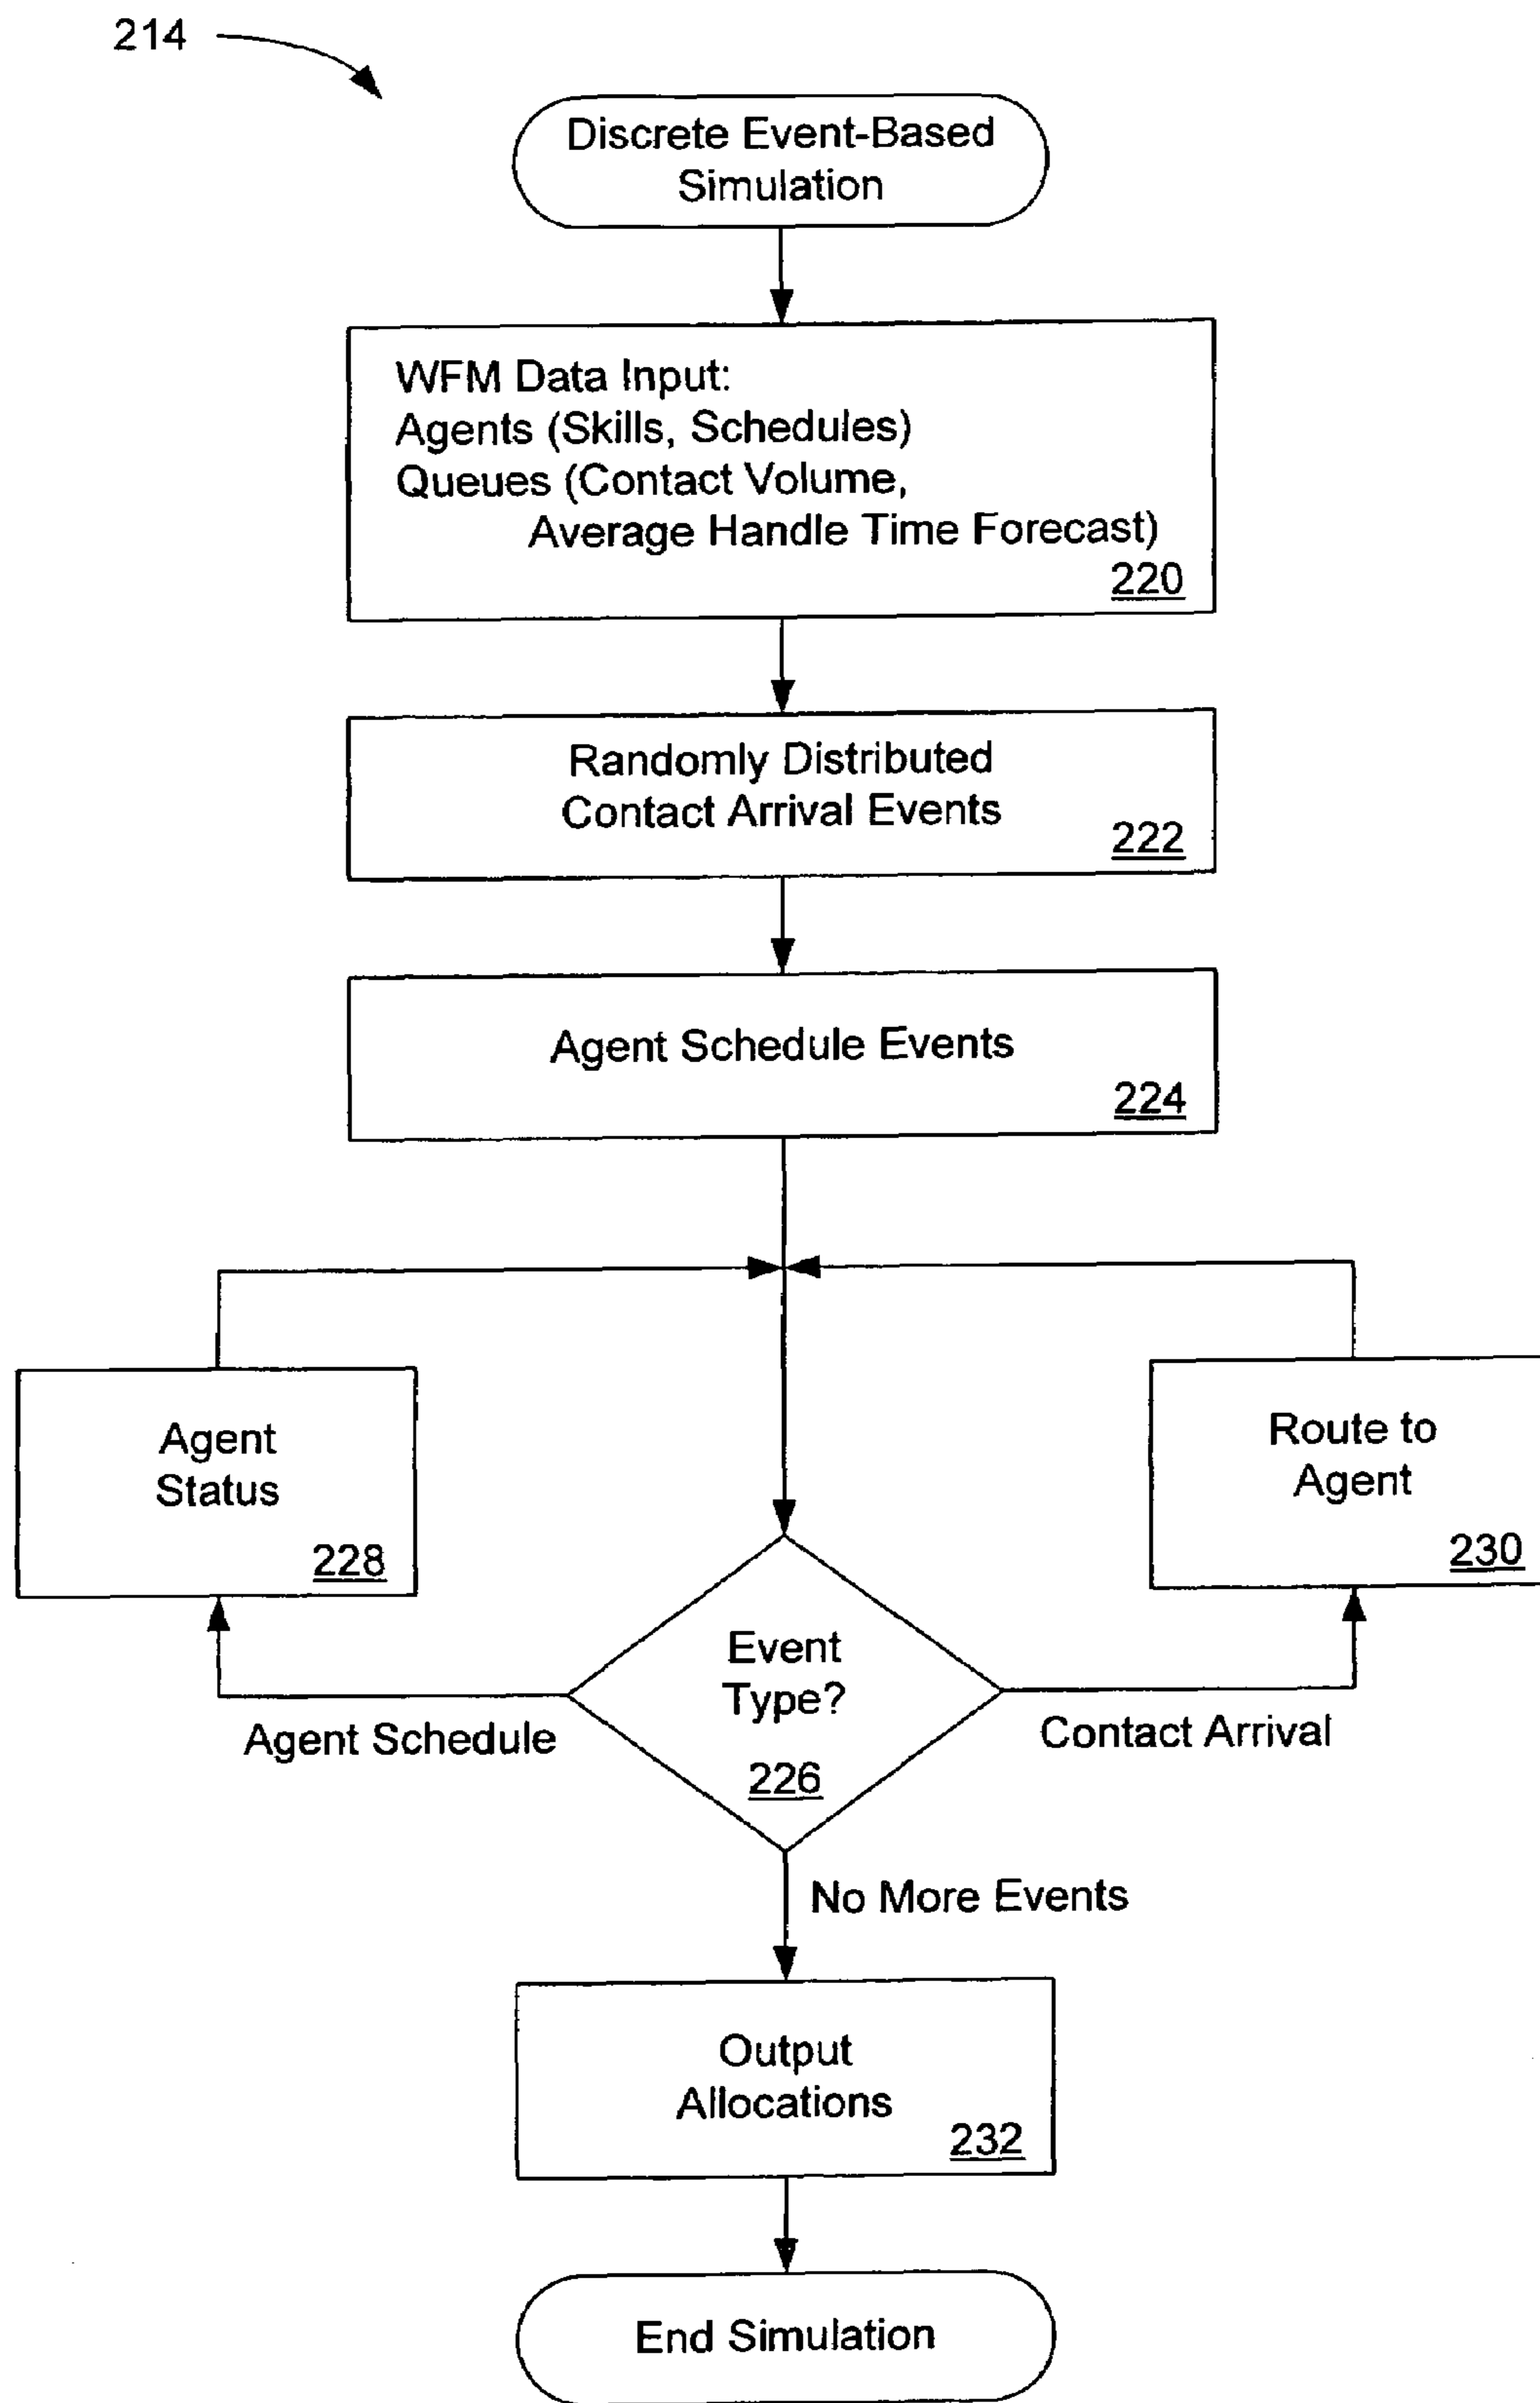 214
Discrete Event-Based
Simulation
WFM Data Input:
Agents (Skills, Schedules)
Queues (Contact Volume,
Average Handle Time Forecast)
220
Randomly Distributed
Contact Arrival Events
222
Agent Schedule Events
224
Agent
Status
228
Route to
Agent
230
Event
Type?
226
Agent Schedule
Contact Arrival
No More Events
Output
Allocations
232
End Simulation